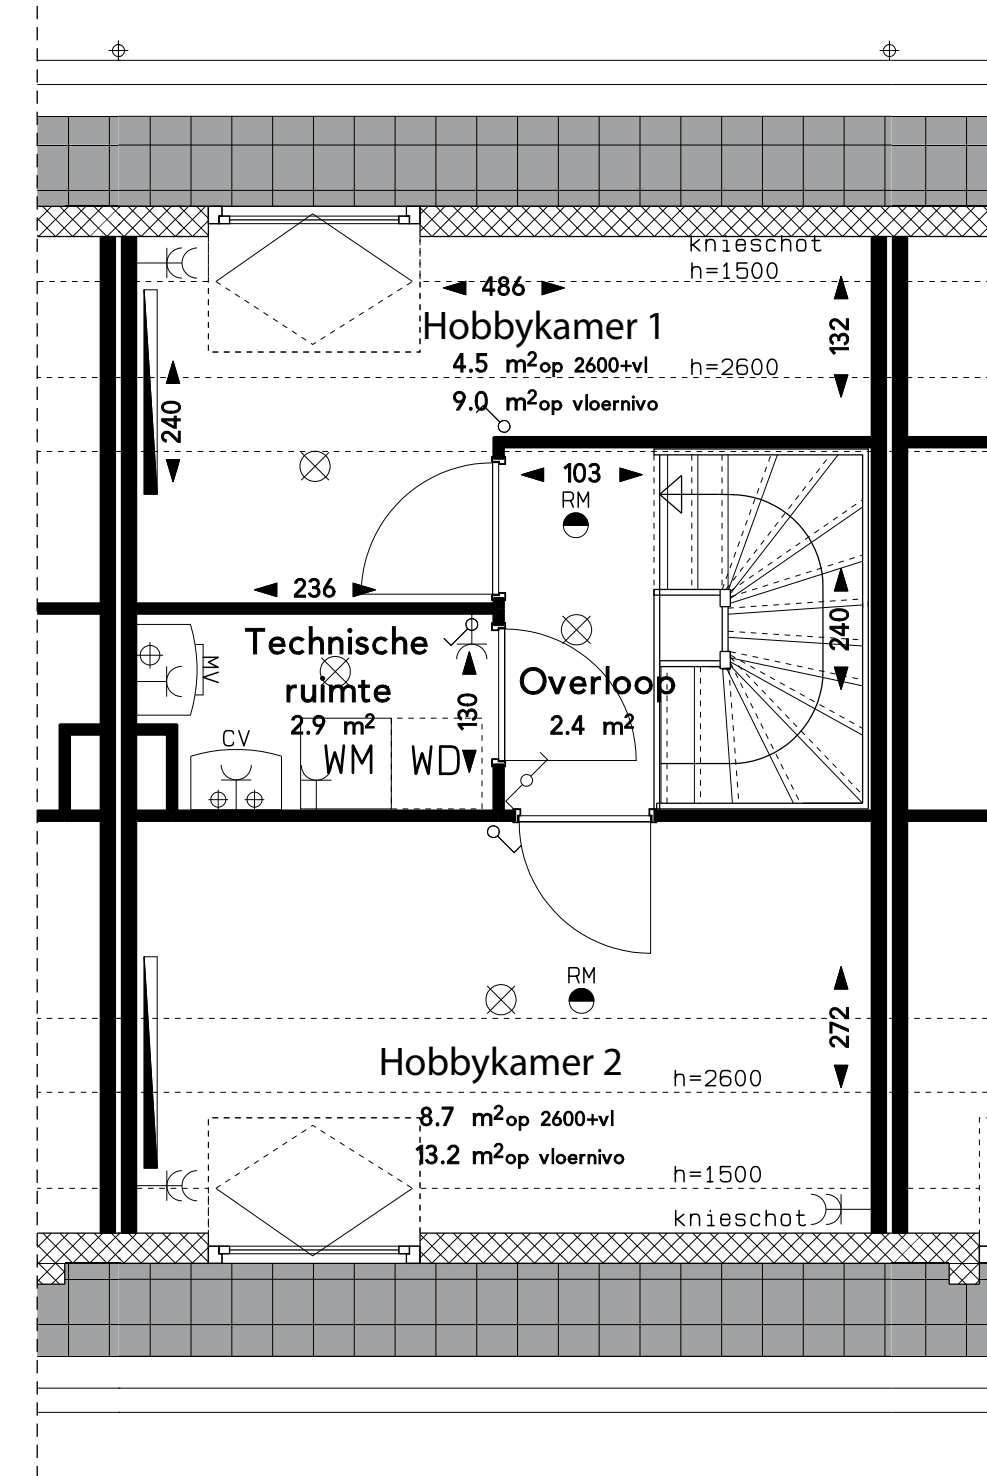 knieschot
h=1500
486
Hobbykamer 1
132
4.5 m2op 2600+vl
h=2600
9.0 m2op vloernivo
240
103
RM
236
Technische
ruimte
2.9 m2
MV
130
240
Overloop
2.4 m2
CV
WM
WD
RM
272
Hobbykamer 2
h=2600
8.7 m2op 2600+vl
13.2 m2op vloernivo
h=1500
knieschot